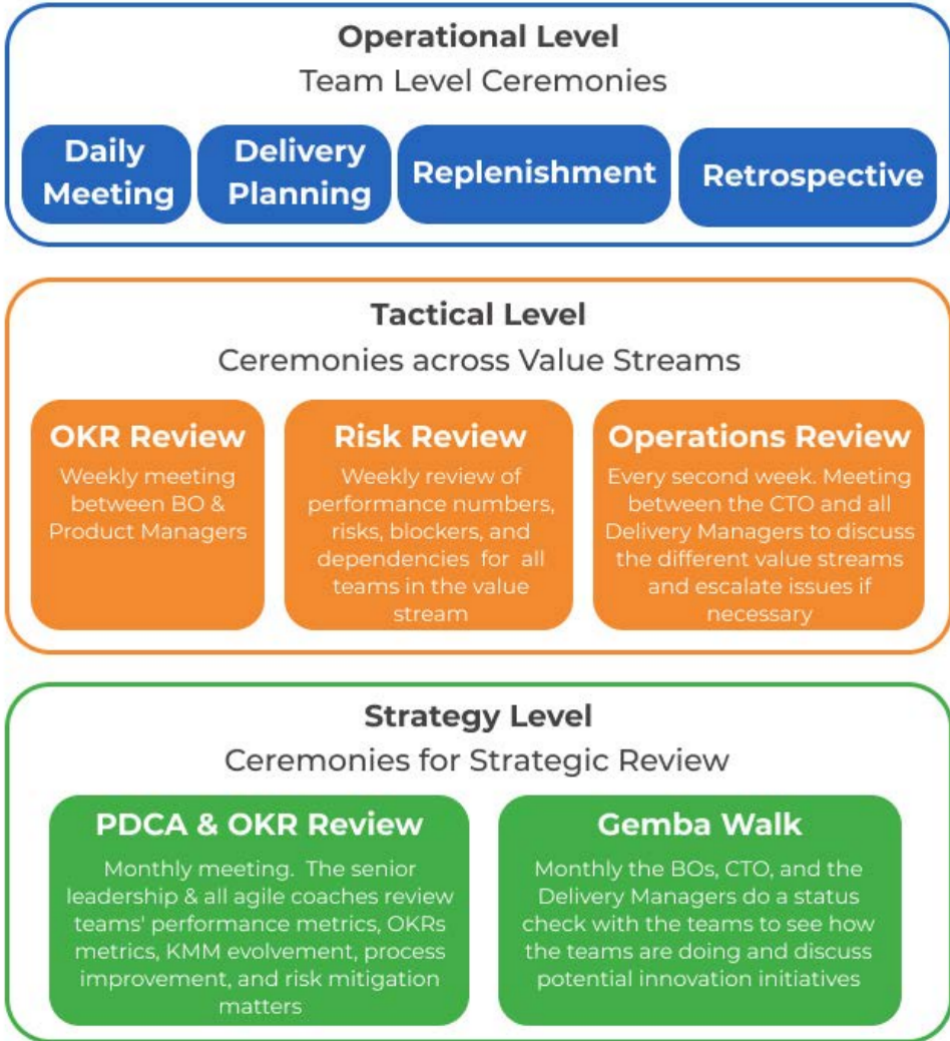 Operational Level
Team Level Ceremonies
Daily
Meeting
Delivery
Planning
Replenishment
Retrospective
Tactical Level
Ceremonies across Value Streams
OKR Review
Weekly meeting
between BO &
Product Managers
Risk Review
Weekly review of
performance numbers,
risks, blockers, and
dependencies for all
teams in the value
stream
Operations Review
Every second week. Meeting
between the CTO and all
Delivery Managers to discuss
the different value streams
and escalate issues if
necessary
Strategy Level
Ceremonies for Strategic Review
PDCA & OKR Review
Monthly meeting. The senior
leadership & all agile coaches review
teams' performance metrics, OKRs
metrics, KMM evolvement, process
improvement, and risk mitigation
matters
Gemba Walk
Monthly the BOs, CTO, and the
Delivery Managers do a status
check with the teams to see how
the teams are doing and discuss
potential innovation initiatives